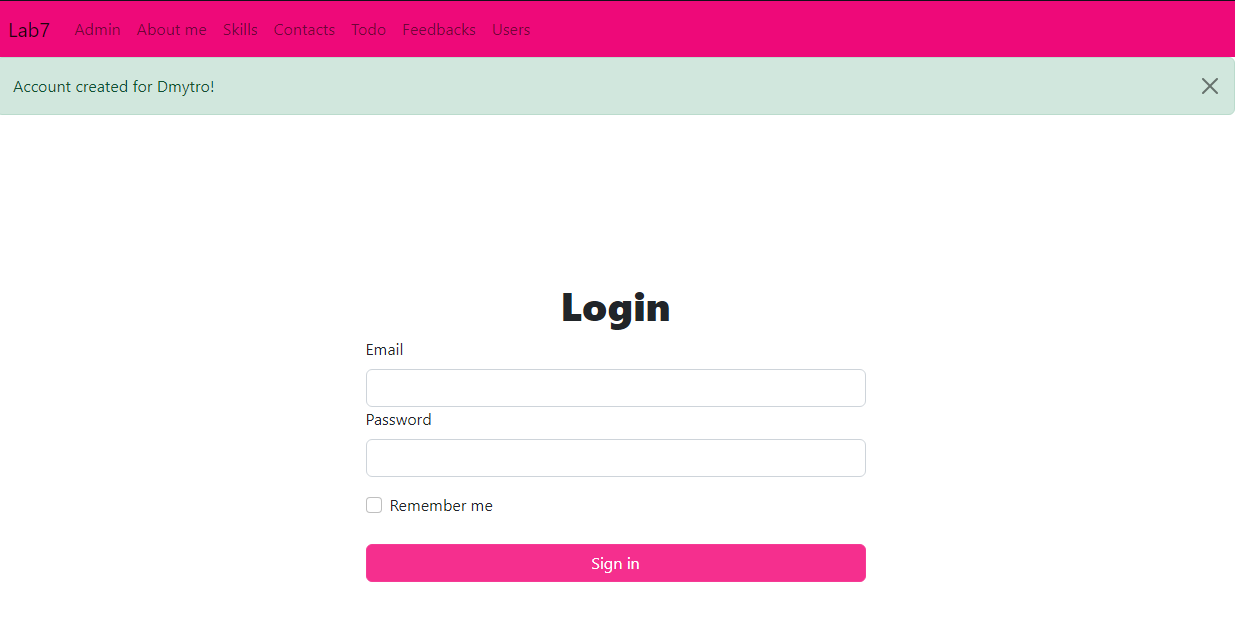 Lab7 Admin About me Skills Contacts Todo Feedbacks Users
Account created for Dmytro!
Login
Email
Password
Remember me
Sign in